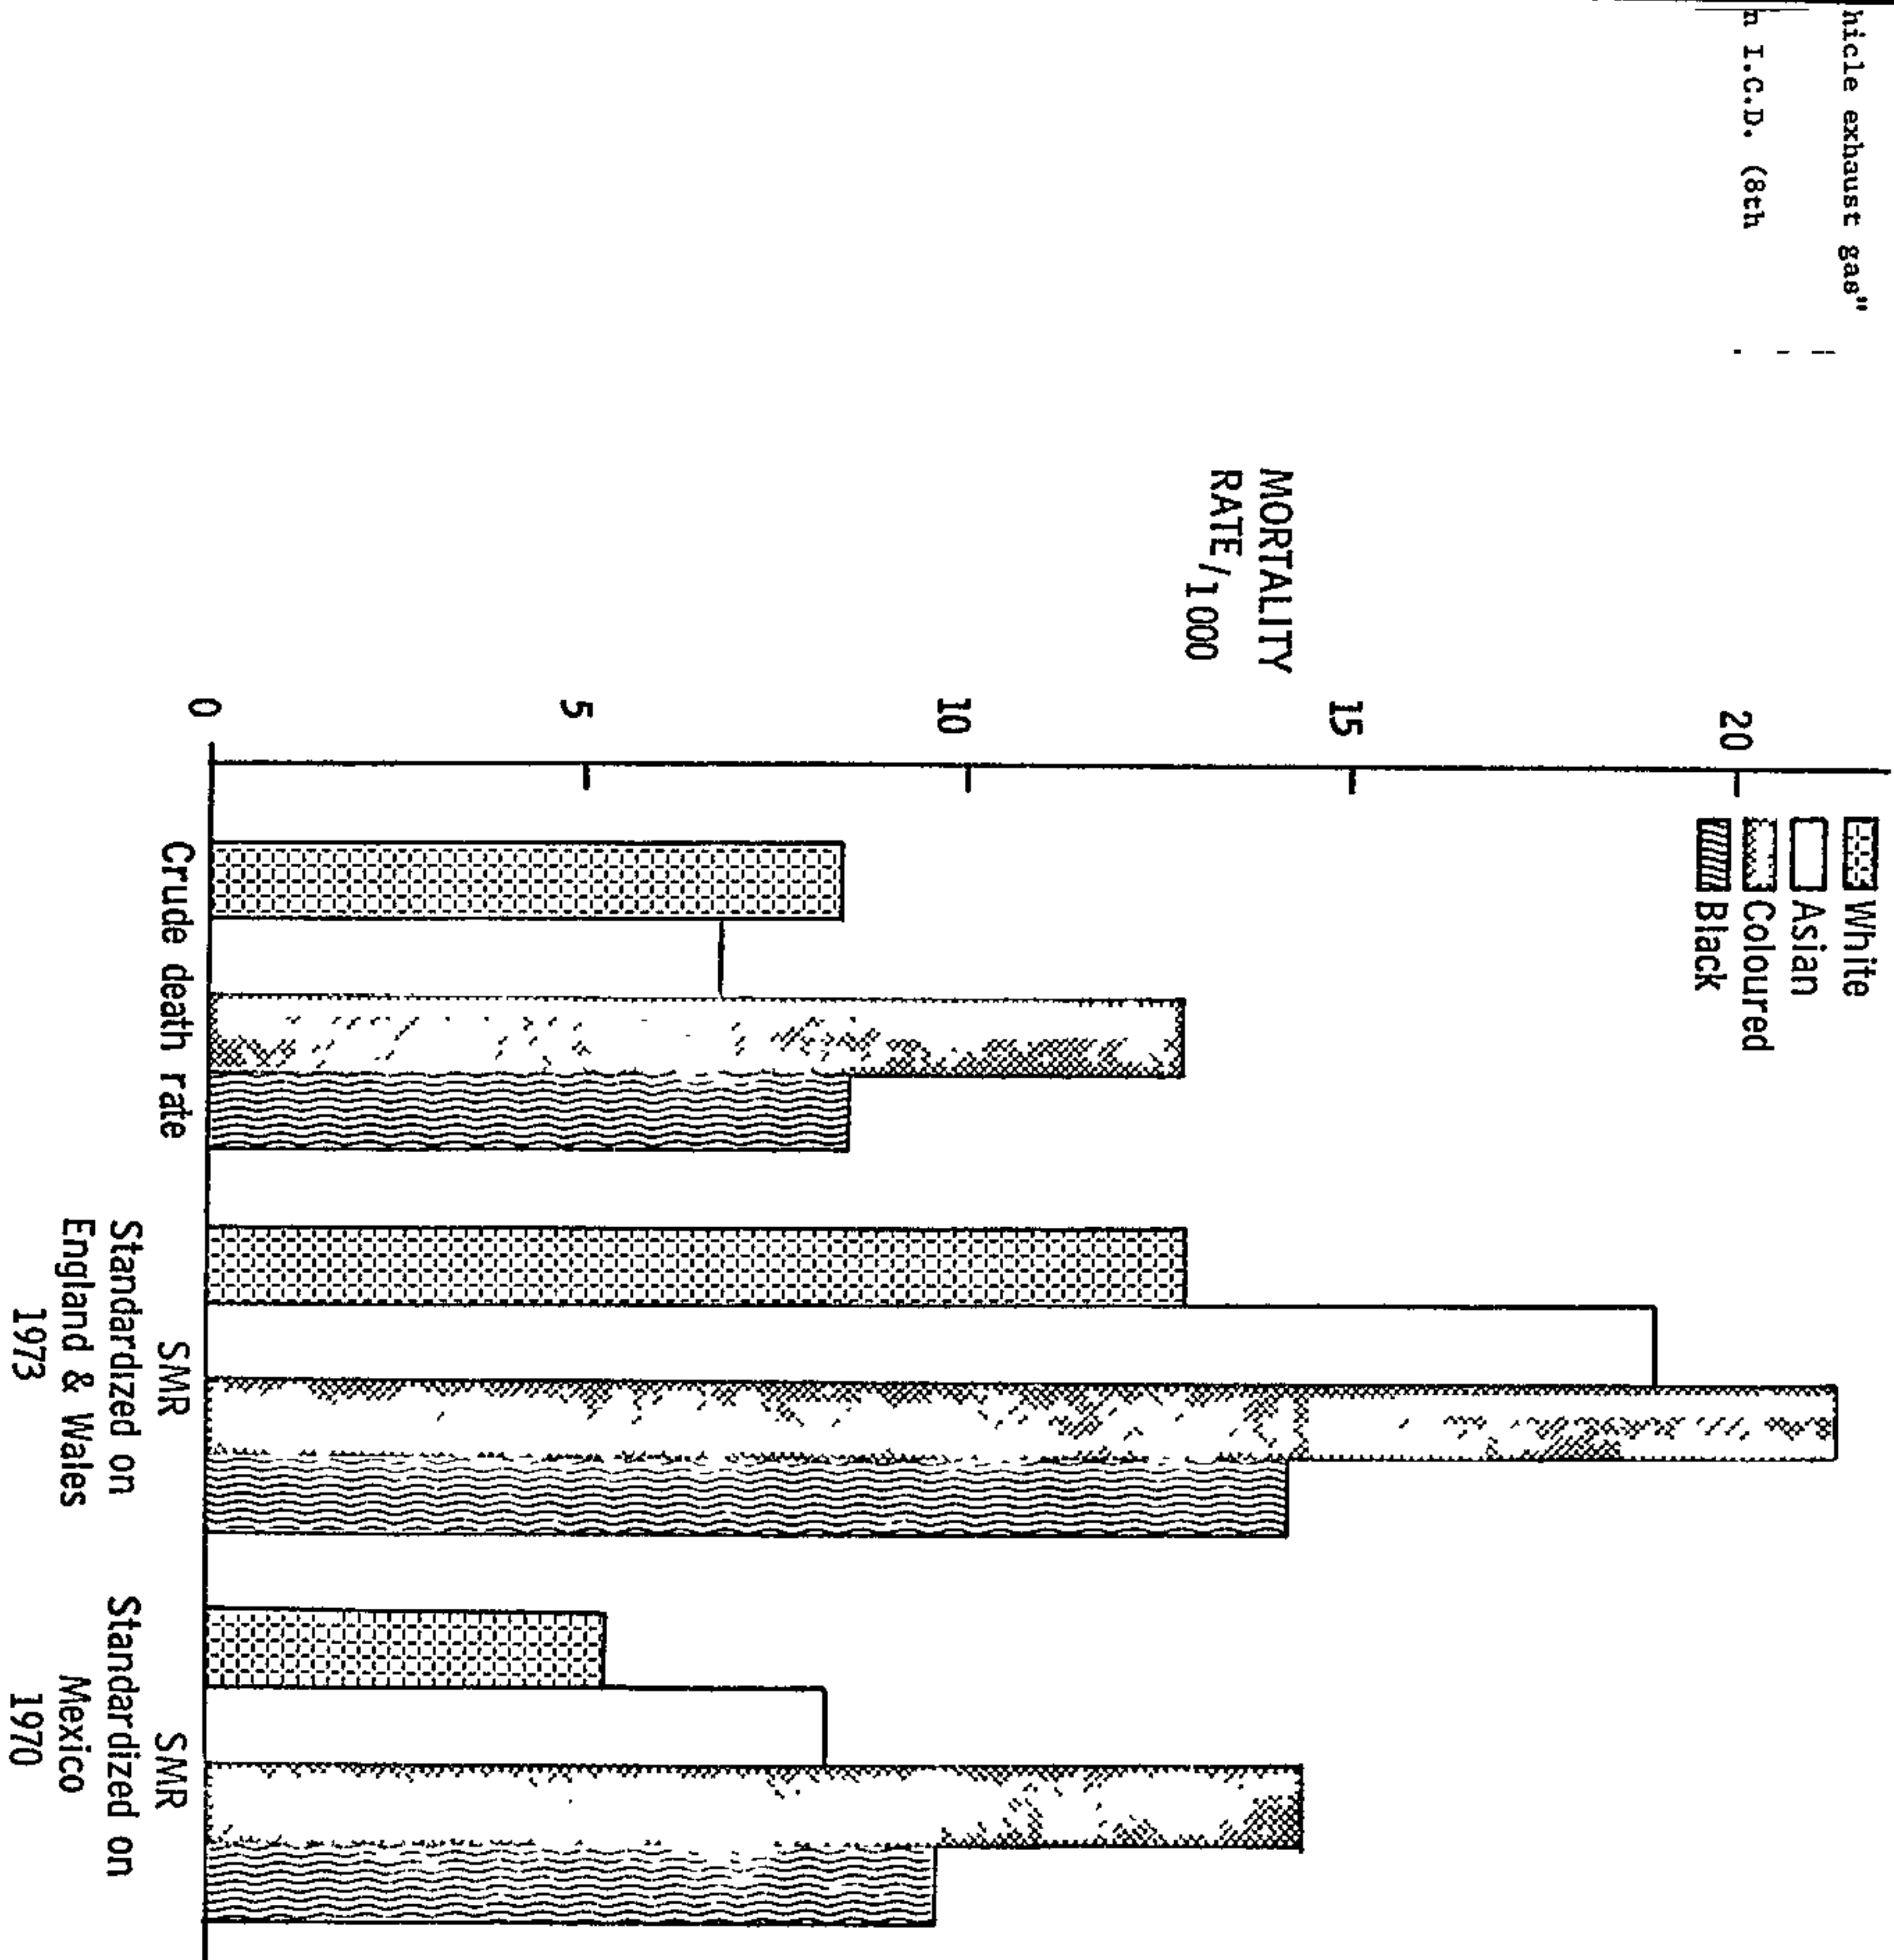 hicle exhaust gas"
n I.C.D. (8th
MORTALITY
RATE/1000
20
15
10
5
0
White
Asian
Coloured
Black
Crude death rate
SMR
Standardized on
England & Wales
1973
SMR
Standardized on
Mexico
1970